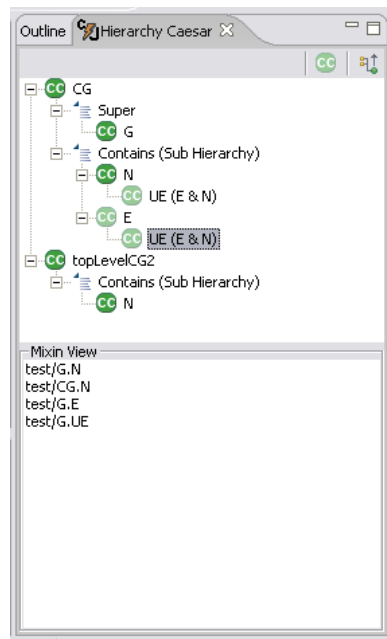 Outline Hierarchy Caesar
CC
CC CG
Super
CC G
Contains (Sub Hierarchy)
CC N
CC UE (E & N)
CC E
CC UE (E & N)
CC topLevelCG2
Contains (Sub Hierarchy)
CC N
Mixin View
test/G.N
test/CG.N
test/G.E
test/G.UE